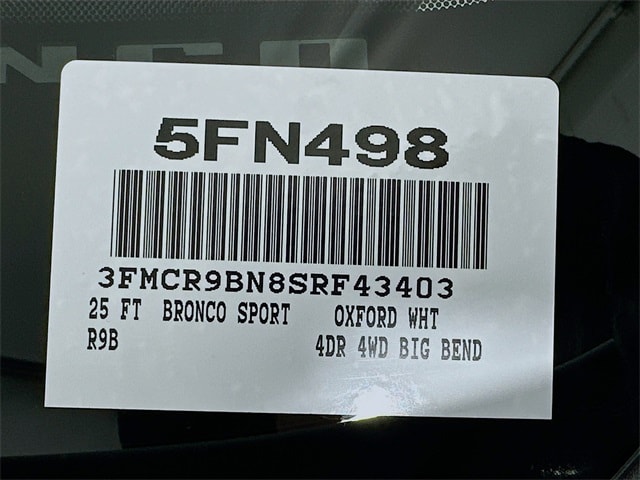 5FN498
3FMCR9BN8SRF43403
25 FT BRONCO SPORT OXFORD WHT
R9B 4DR 4WD BIG BEND